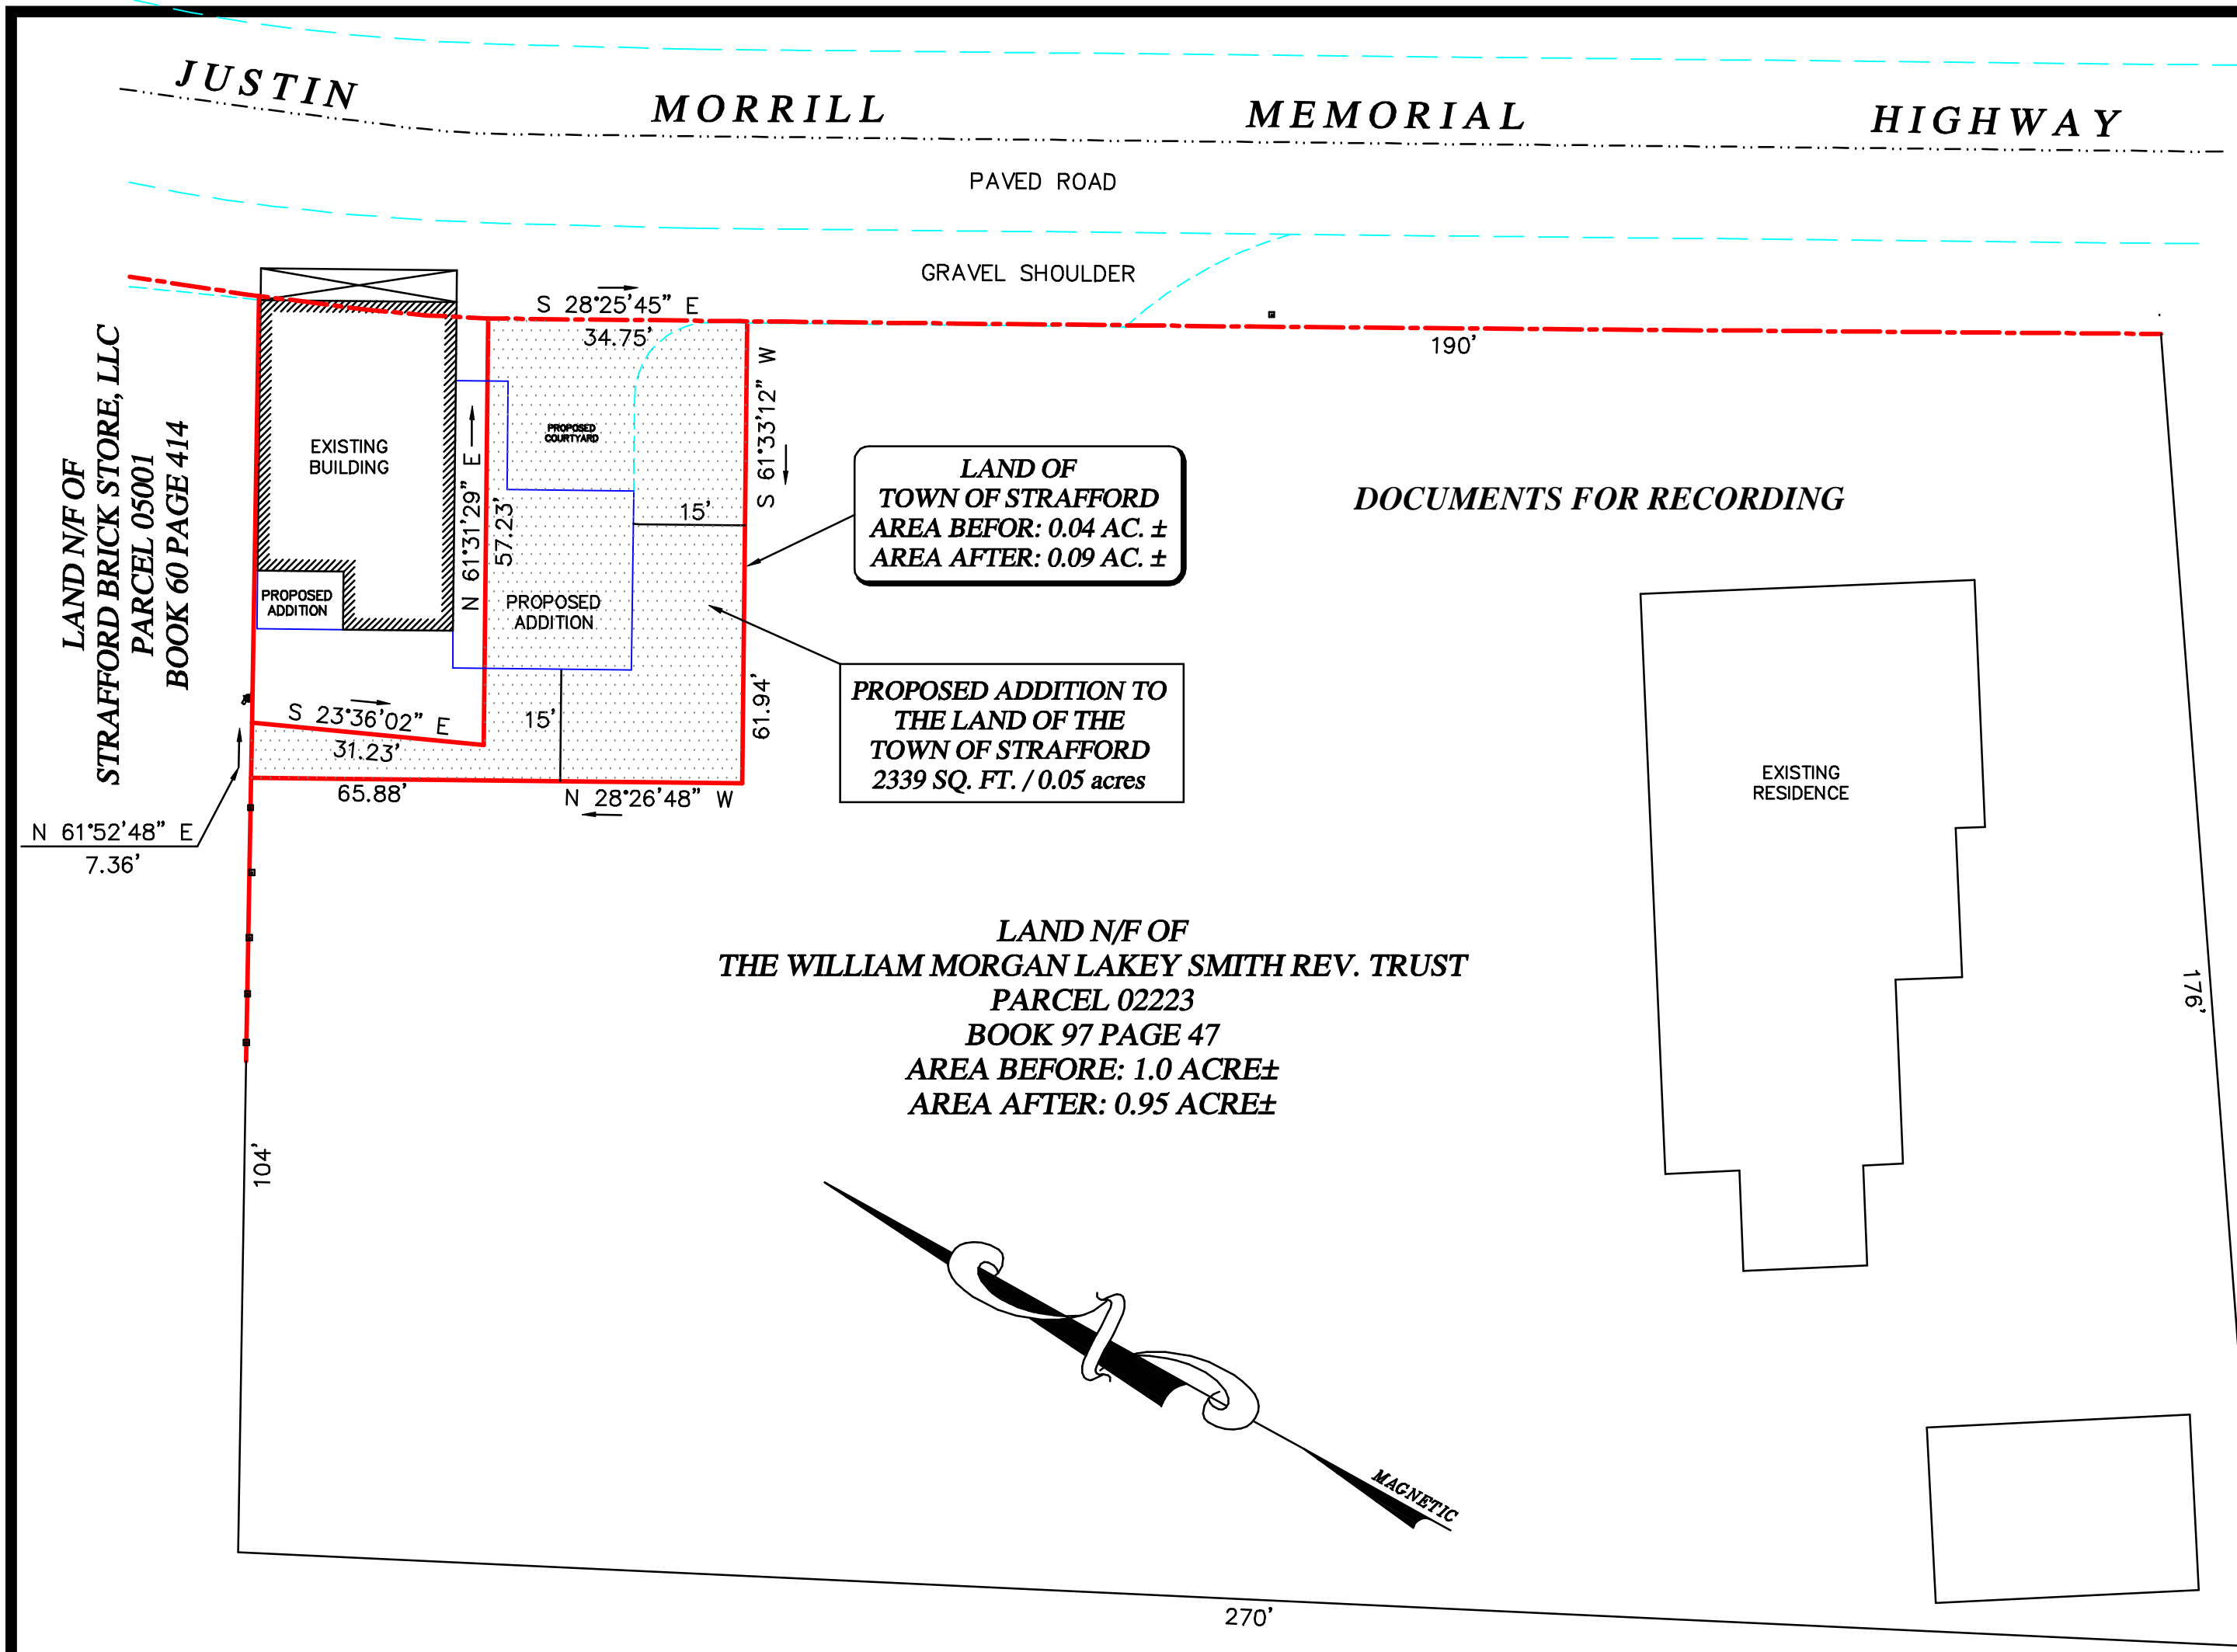 JUSTIN MORRILL MEMORIAL HIGHWAY
PAVED ROAD
GRAVEL SHOULDER
S 28°25'45" E
34.75'
190'
LAND N/F OF
STRAFFORD BRICK STORE, LLC
PARCEL 05001
BOOK 60 PAGE 414
EXISTING
BUILDING
PROPOSED
ADDITION
N 61°31'29" E
57.23'
PROPOSED
COURTYARD
S 61°33'12" W
61.94'
15'
PROPOSED
ADDITION
15'
S 23°36'02" E
31.23'
65.88'
N 28°26'48" W
N 61°52'48" E
7.36'
LAND OF
TOWN OF STRAFFORD
AREA BEFOR: 0.04 AC. ±
AREA AFTER: 0.09 AC. ±
PROPOSED ADDITION TO
THE LAND OF THE
TOWN OF STRAFFORD
2339 SQ. FT. / 0.05 acres
DOCUMENTS FOR RECORDING
EXISTING
RESIDENCE
LAND N/F OF
THE WILLIAM MORGAN LAKEY SMITH REV. TRUST
PARCEL 02223
BOOK 97 PAGE 47
AREA BEFORE: 1.0 ACRE±
AREA AFTER: 0.95 ACRE±
176'
104'
MAGNETIC
270'